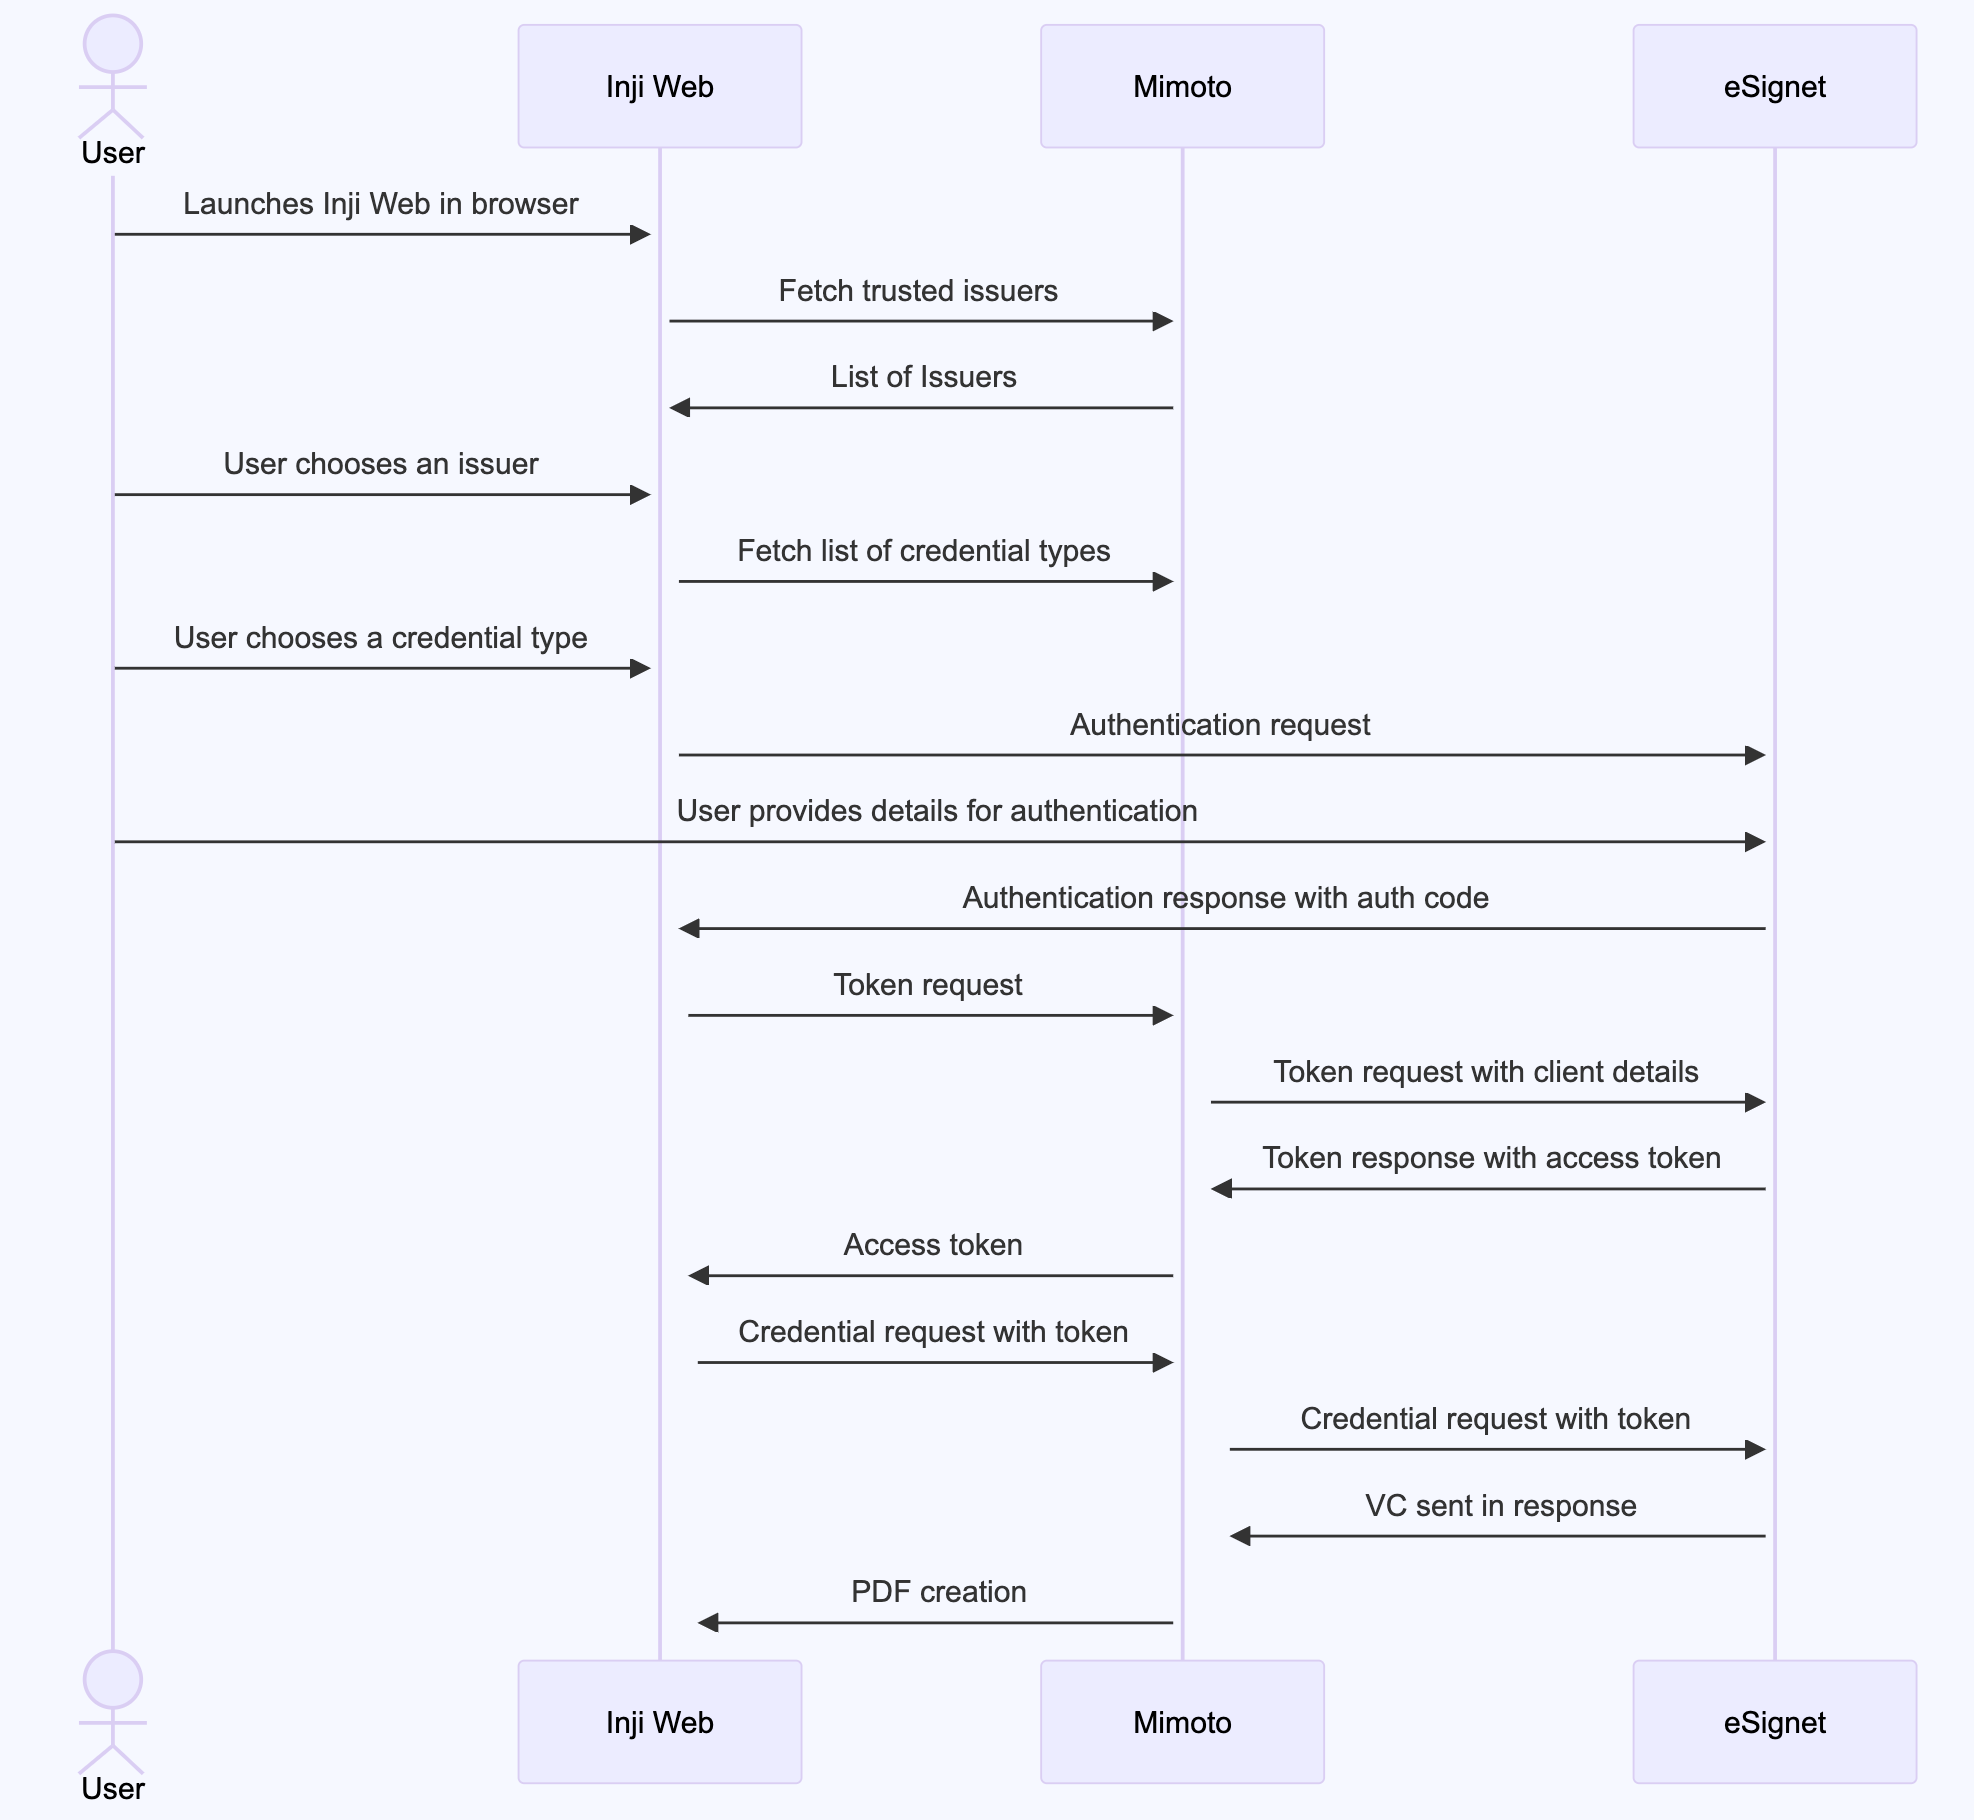 Inji Web
Mimoto
eSignet
User
Launches Inji Web in browser
Fetch trusted issuers
List of Issuers
User chooses an issuer
Fetch list of credential types
User chooses a credential type
Authentication request
User provides details for authentication
Authentication response with auth code
Token request
Token request with client details
Token response with access token
Access token
Credential request with token
Credential request with token
VC sent in response
PDF creation
Inji Web
Mimoto
eSignet
User